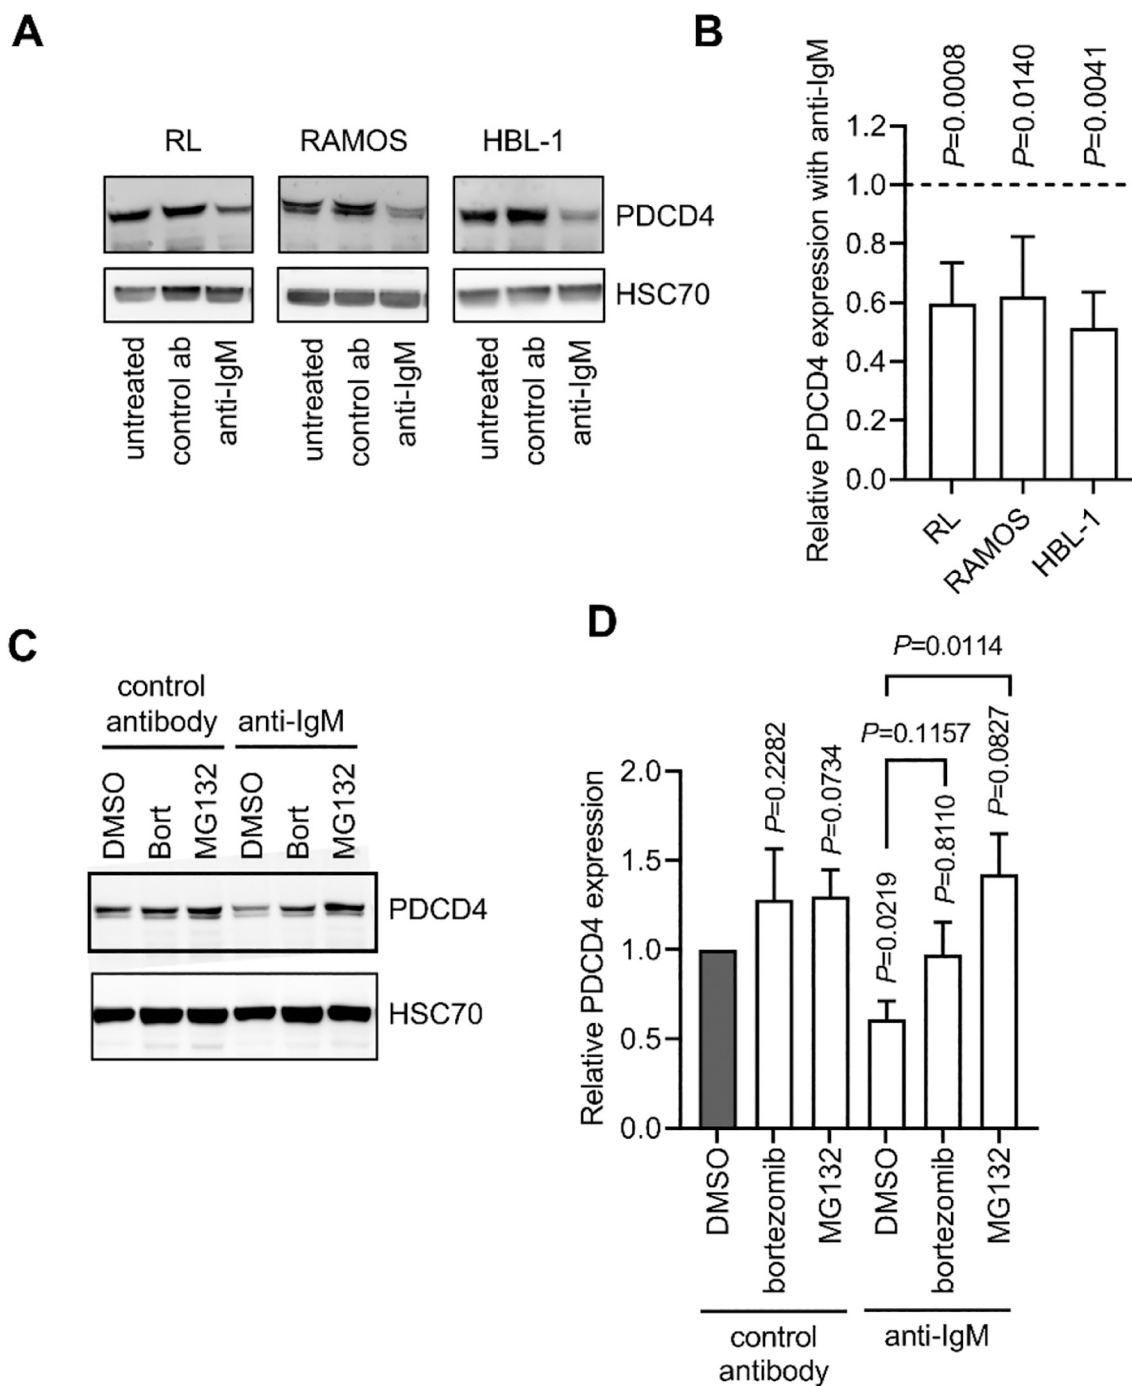 A
RL
RAMOS
HBL-1
PDCD4
HSC70
untreated
control ab
anti-IgM
untreated
control ab
anti-IgM
untreated
control ab
anti-IgM
B
Relative PDCD4 expression with anti-IgM
P=0.0008
P=0.0140
P=0.0041
1.2
1.0
0.8
0.6
0.4
0.2
0.0
RL
RAMOS
HBL-1
C
control
antibody
anti-IgM
DMSO
Bort
MG132
DMSO
Bort
MG132
PDCD4
HSC70
D
P=0.0114
P=0.1157
P=0.2282
P=0.0734
P=0.0219
P=0.8110
P=0.0827
Relative PDCD4 expression
2.0
1.5
1.0
0.5
0.0
DMSO
bortezomib
MG132
DMSO
bortezomib
MG132
control
antibody
anti-IgM